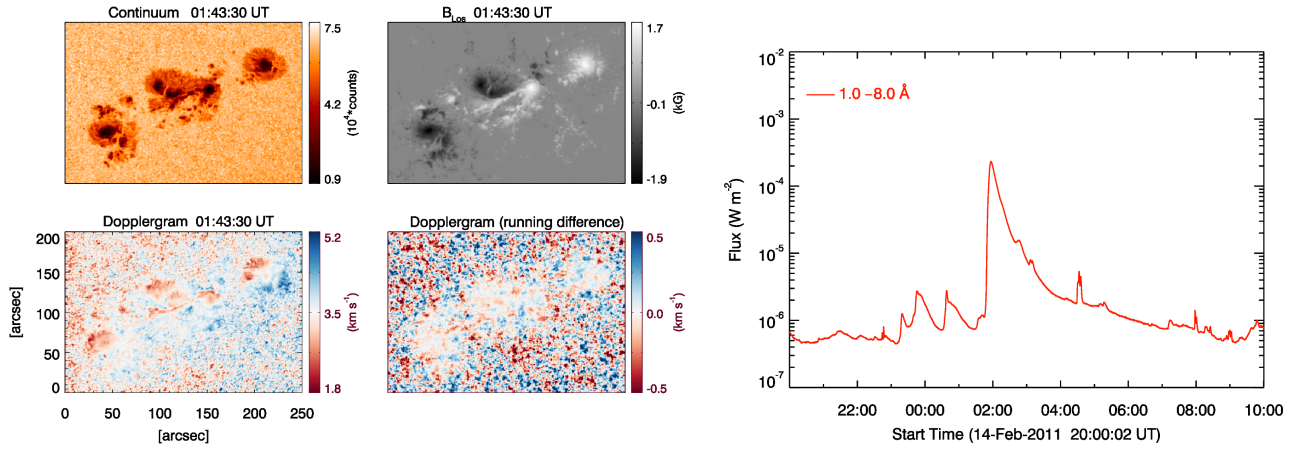 Continuum 01:43:30 UT
7.5
4.2
0.9
(10^4*counts)
B_Los 01:43:30 UT
1.7
-0.1
-1.9
(kG)
Dopplergram 01:43:30 UT
200
150
100
50
0
[arcsec]
0 50 100 150 200 250
[arcsec]
5.2
3.5
1.8
(km s^-1)
Dopplergram (running difference)
0.5
0.0
-0.5
(km s^-1)
10^-2
10^-3
10^-4
10^-5
10^-6
10^-7
Flux (W m^-2)
1.0 –8.0 Å
22:00 00:00 02:00 04:00 06:00 08:00 10:00
Start Time (14-Feb-2011 20:00:02 UT)